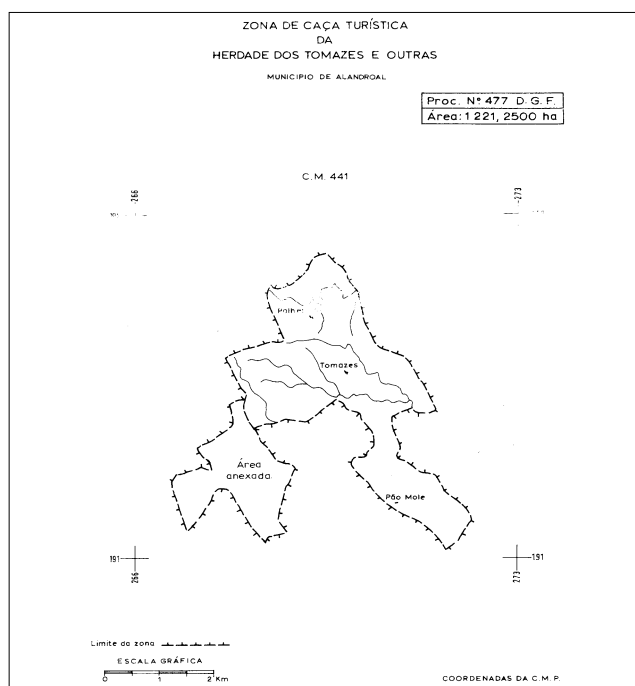 ZONA DE CAÇA TURÍSTICA
DA
HERDADE DOS TOMAZES E OUTRAS
MUNICIPIO DE ALANDROAL
Proc. Nº 477 D.G.F.
Área: 1 221, 2500 ha
C.M. 441
266
273
Tomazes
Área
anexada
Pão Mole
191
191
266
273
Limite da zona
ESCALA GRÁFICA
0 1 2 Km
COORDENADAS DA C.M.P.